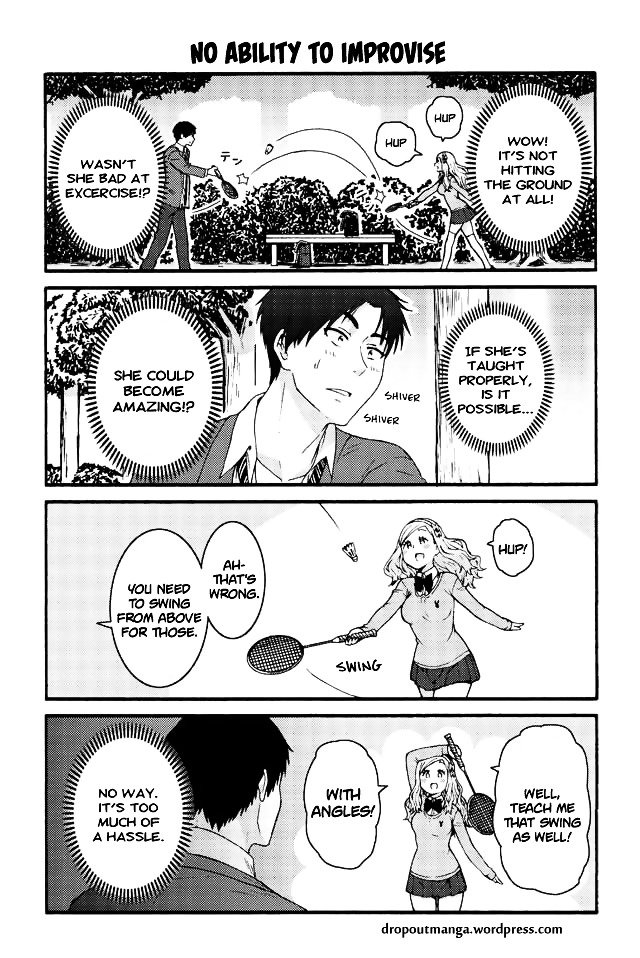 NO ABILITY TO IMPROVISE
WOW!
IT'S NOT
HITTING
THE GROUND
AT ALL!
HUP
HUP
テン
WASN'T
SHE BAD AT
EXCERCISE!?
IF SHE'S
TAUGHT
PROPERLY,
IS IT
POSSIBLE...
SHIVER
SHIVER
SHE COULD
BECOME
AMAZING!?
HUP!
SWING
AH-
THAT'S
WRONG.
YOU NEED
TO SWING
FROM ABOVE
FOR THOSE.
WELL,
TEACH ME
THAT SWING
AS WELL!
WITH
ANGLES!
NO WAY.
IT'S TOO
MUCH OF
A HASSLE.
dropoutmanga.wordpress.com